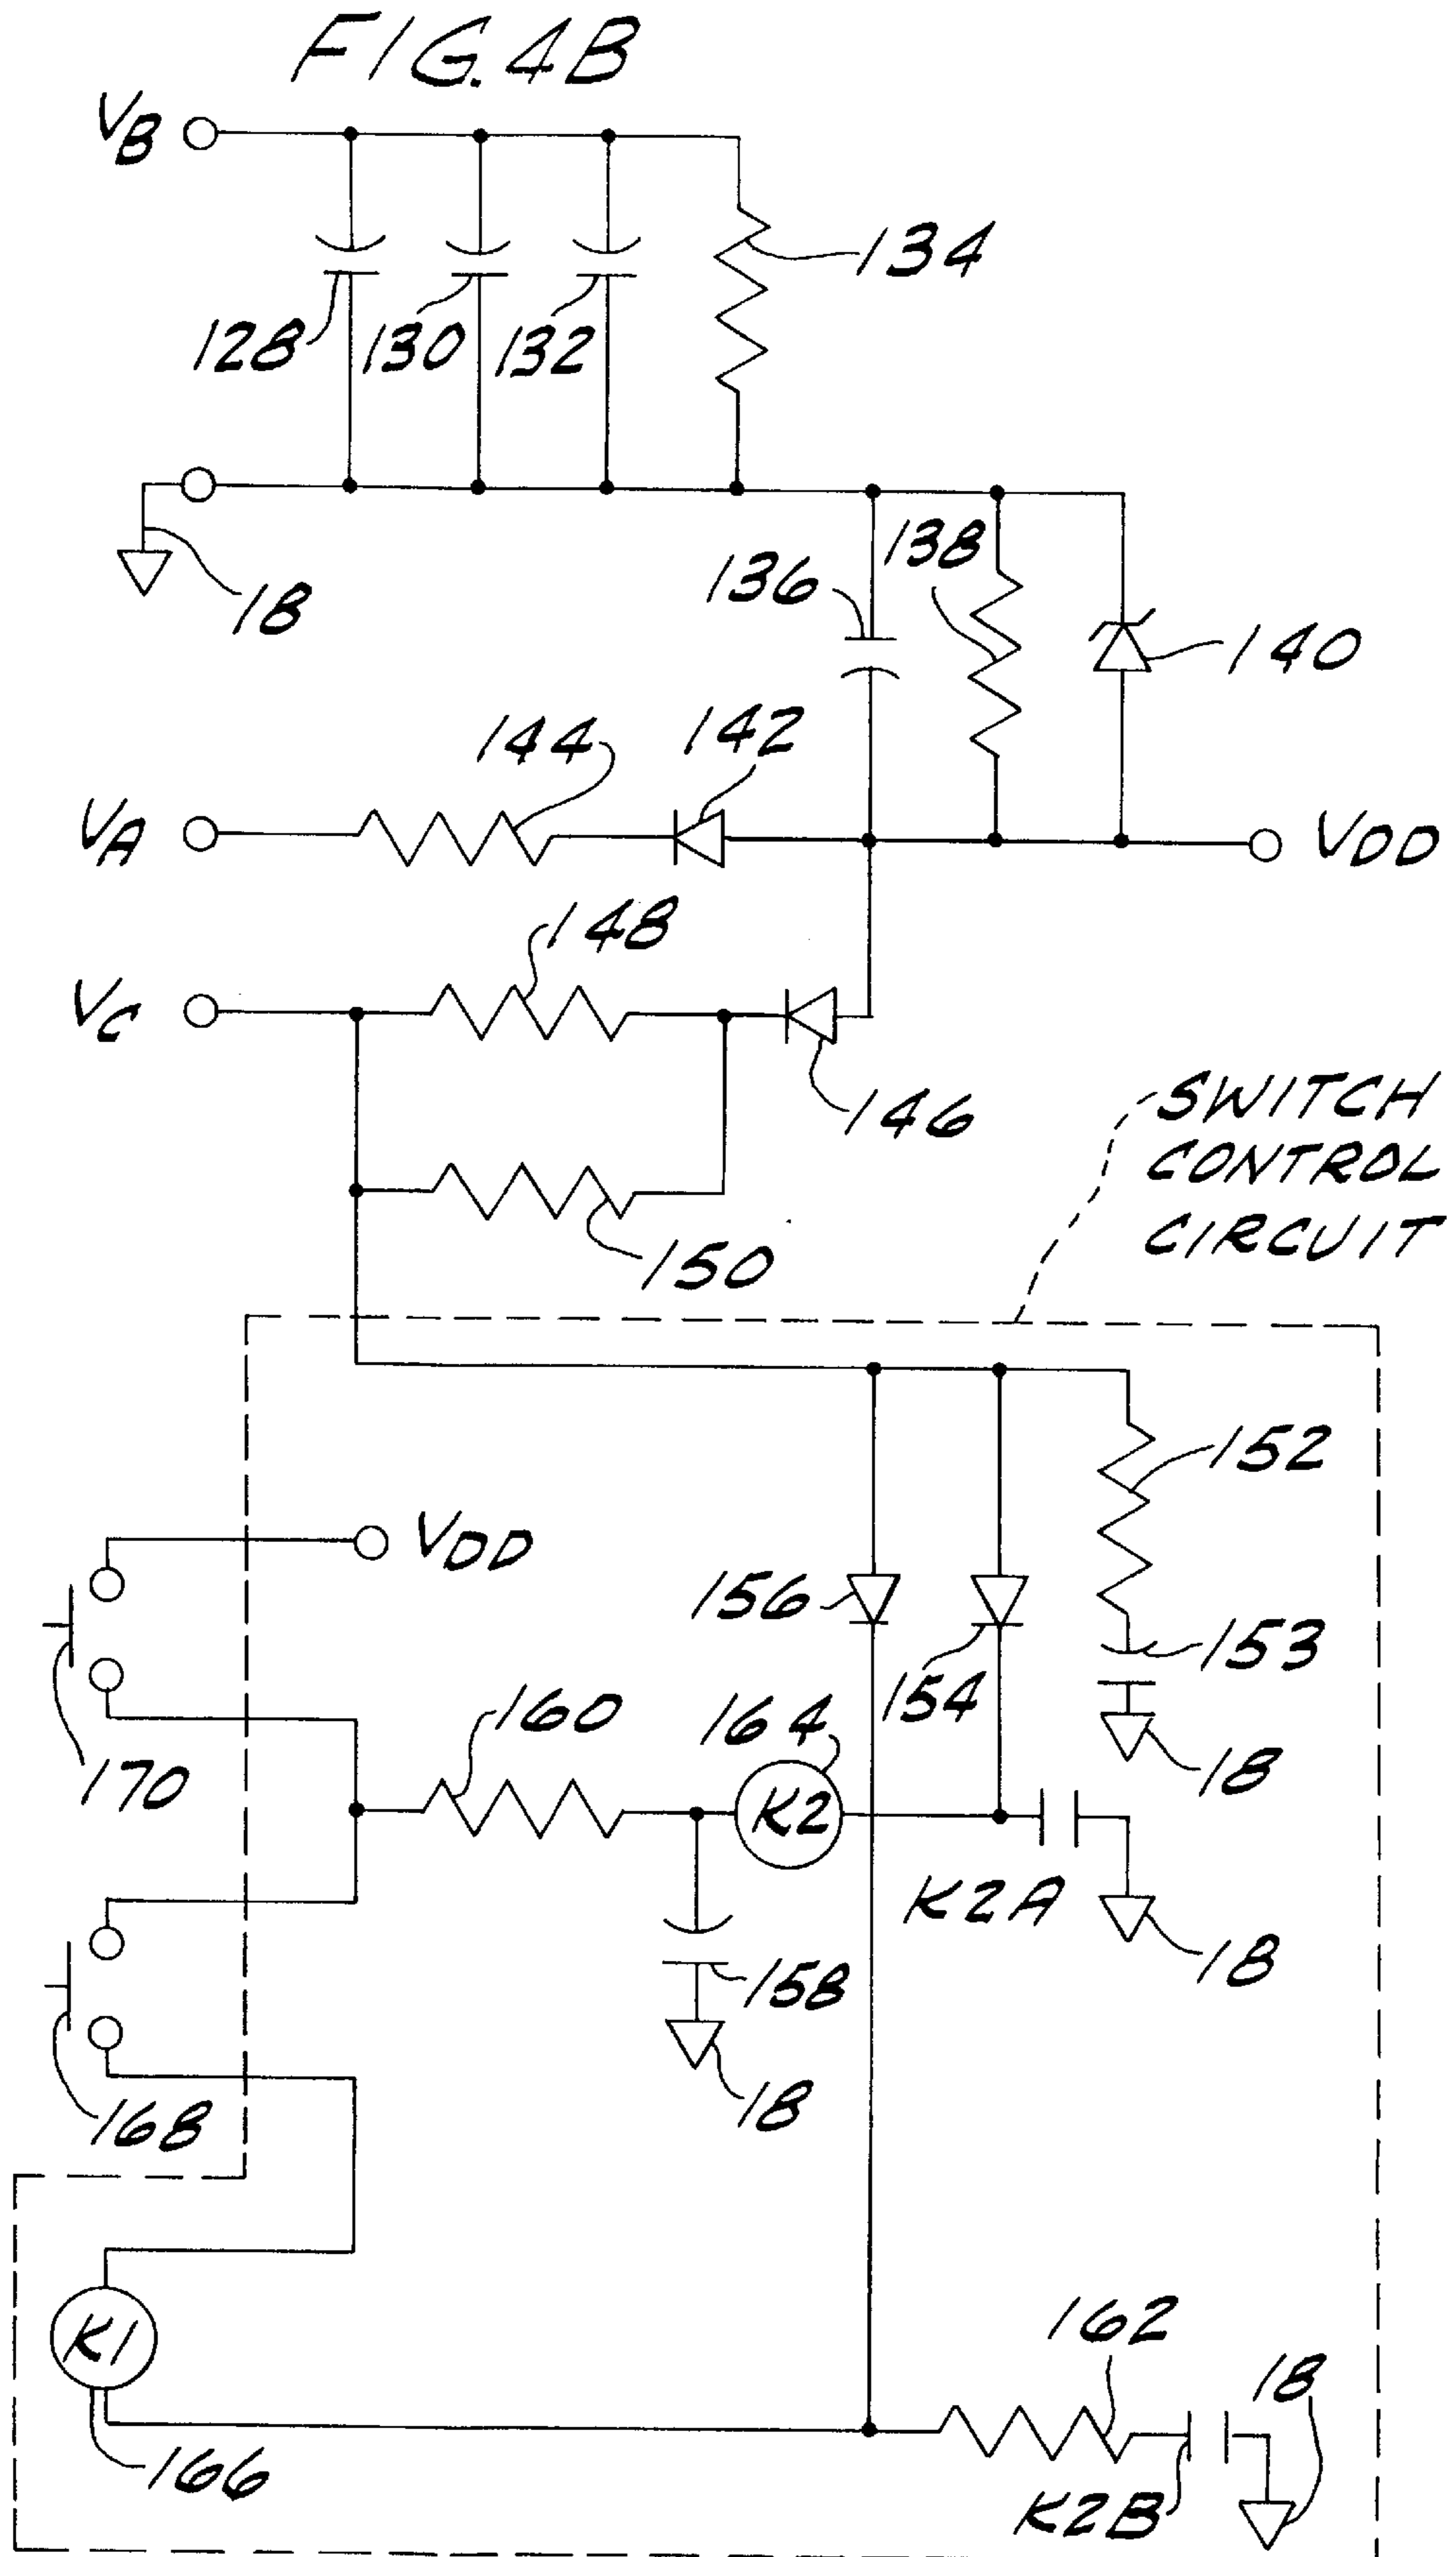 FIG. 4B
VB
134
128
130
132
18
136
138
140
144
142
VA
VDD
148
VC
146
SWITCH
CONTROL
CIRCUIT
150
152
VDD
156
153
154
160
164
170
18
K2
K2A
158
18
168
18
K1
162
18
166
K2B